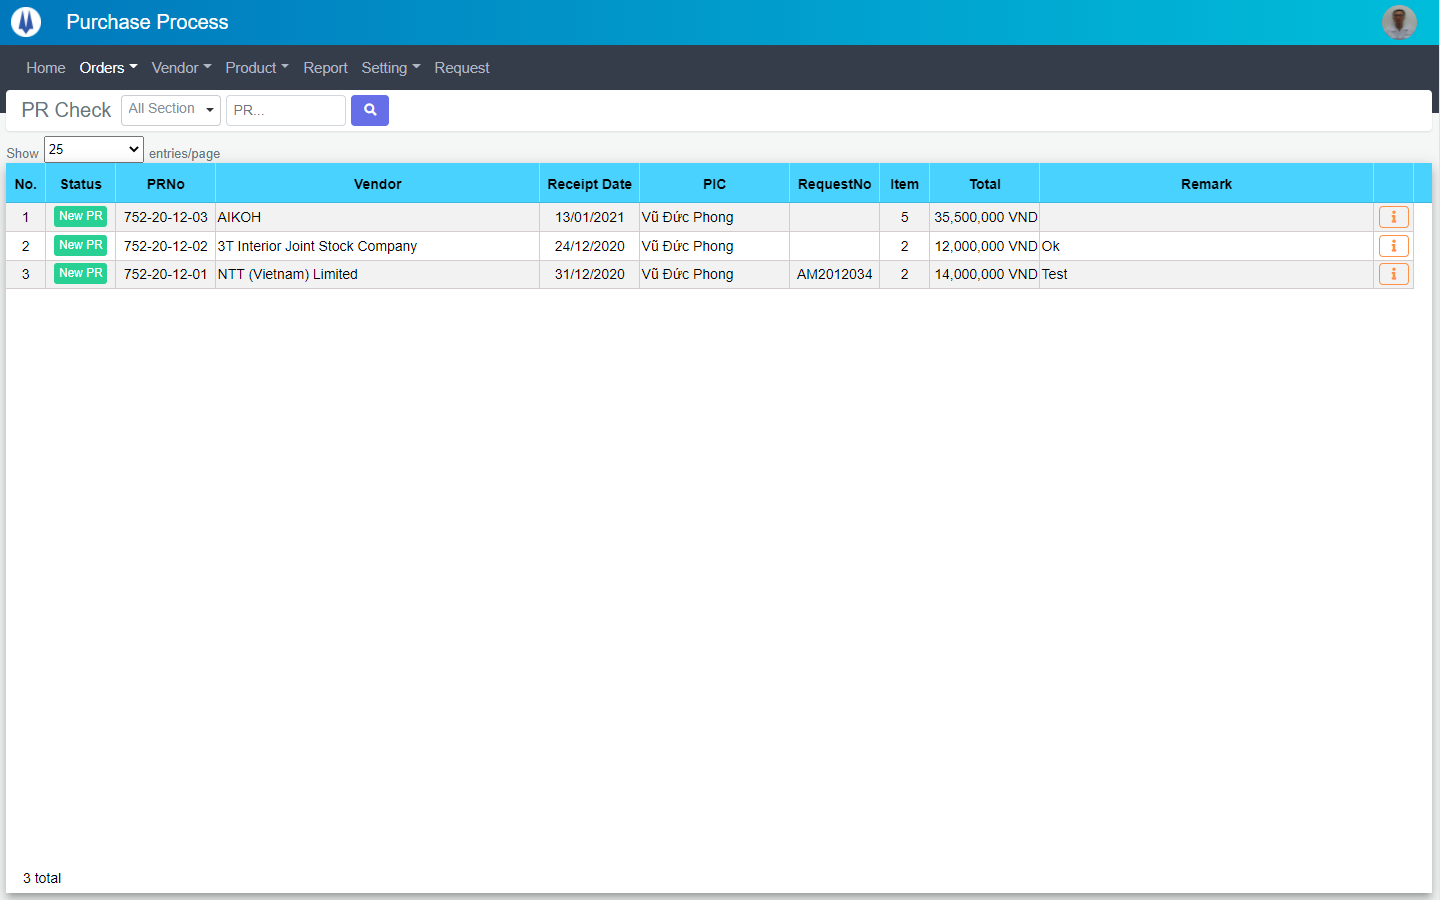 Purchase Process
Home Orders Vendor Product Report Setting Request
PR Check All Section PR...
Show 25 entries/page
No. Status PRNo Vendor Receipt Date PIC RequestNo Item Total Remark
1 New PR 752-20-12-03 AIKOH 13/01/2021 Vũ Đức Phong 5 35,500,000 VND
2 New PR 752-20-12-02 3T Interior Joint Stock Company 24/12/2020 Vũ Đức Phong 2 12,000,000 VND Ok
3 New PR 752-20-12-01 NTT (Vietnam) Limited 31/12/2020 Vũ Đức Phong AM2012034 2 14,000,000 VND Test
3 total